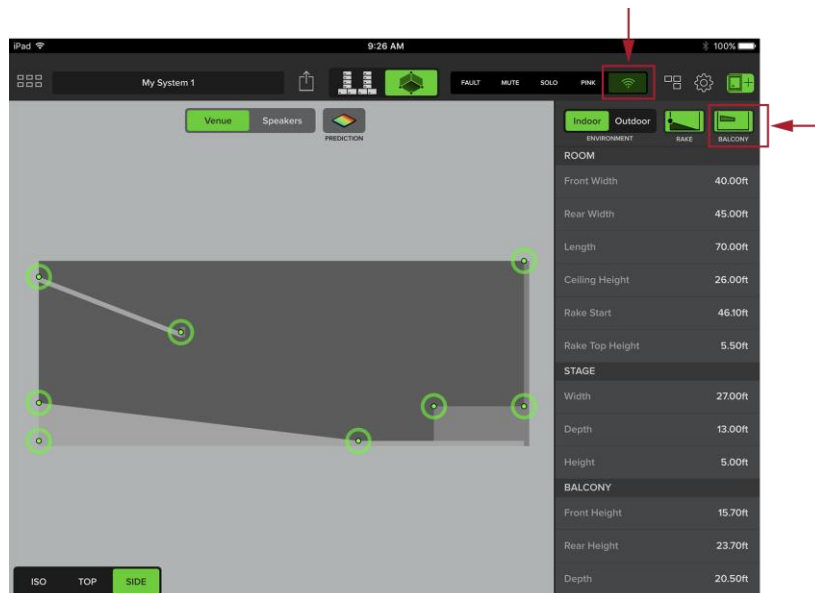 iPad 9:26 AM 100%
My System 1 FAULT MUTE SOLO PINK
Venue Speakers
PREDICTION
Indoor Outdoor
ENVIRONMENT RAKE BALCONY
ROOM
Front Width 40.00ft
Rear Width 45.00ft
Length 70.00ft
Ceiling Height 26.00ft
Rake Start 46.10ft
Rake Top Height 5.50ft
STAGE
Width 27.00ft
Depth 13.00ft
Height 5.00ft
BALCONY
Front Height 15.70ft
Rear Height 23.70ft
Depth 20.50ft
ISO TOP SIDE